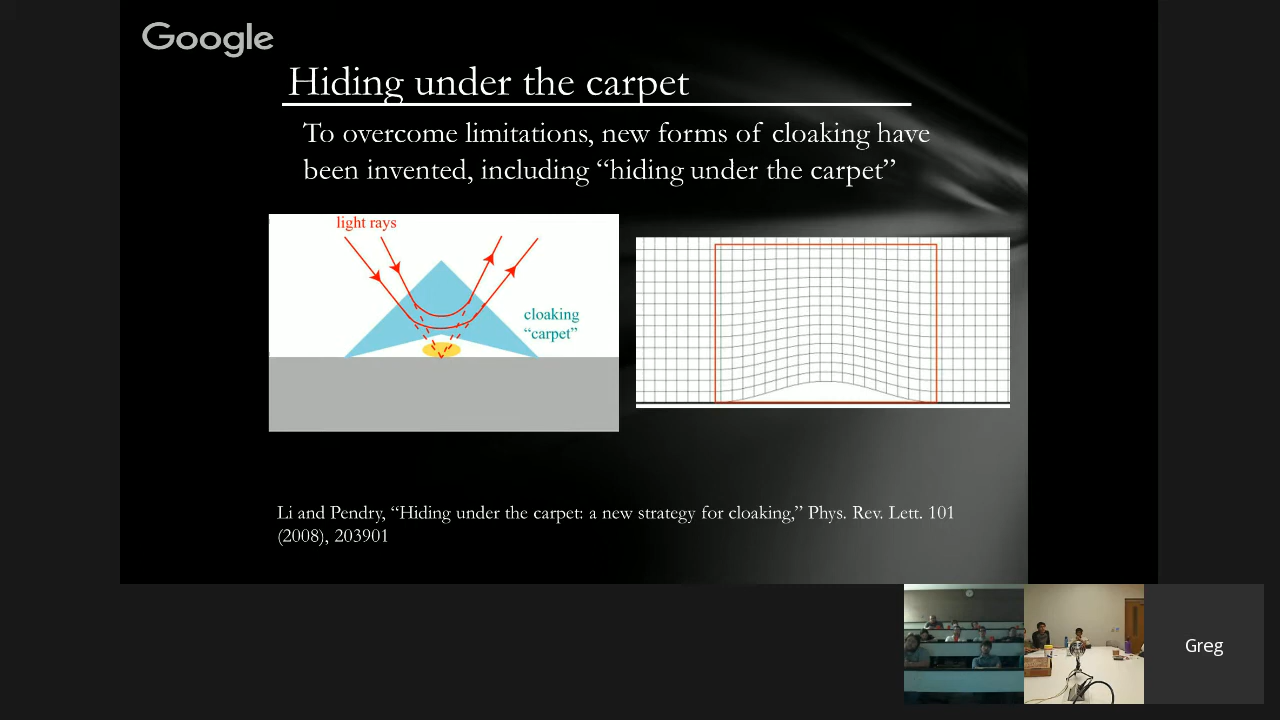 Google
Hiding under the carpet
To overcome limitations, new forms of cloaking have
been invented, including “hiding under the carpet”
light rays
cloaking
“carpet”
Li and Pendry, “Hiding under the carpet: a new strategy for cloaking,” Phys. Rev. Lett. 101
(2008), 203901
Greg